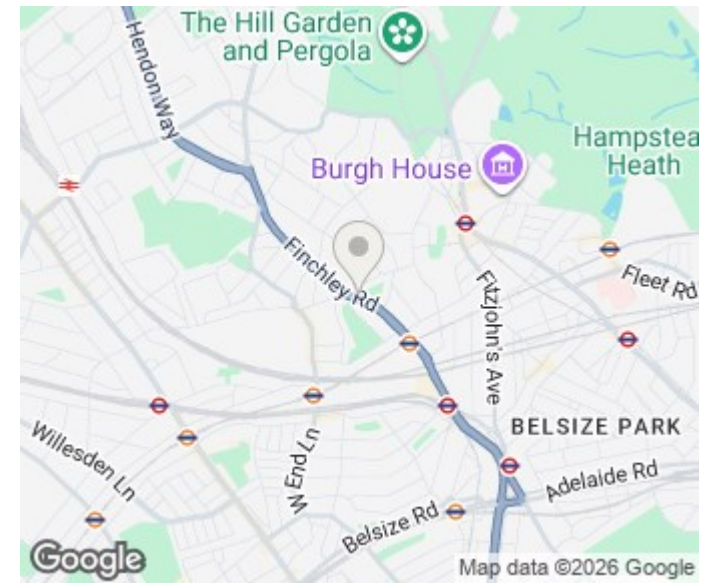 The Hill Garden
and Pergola
Hendon Way
Burgh House
Hampstea
Heath
Finchley Rd
Fleet Rd
Fitzjohn's Ave
BELSIZE PARK
Willesden Ln
W End Ln
Adelaide Rd
Belsize Rd
Google
Map data ©2026 Google